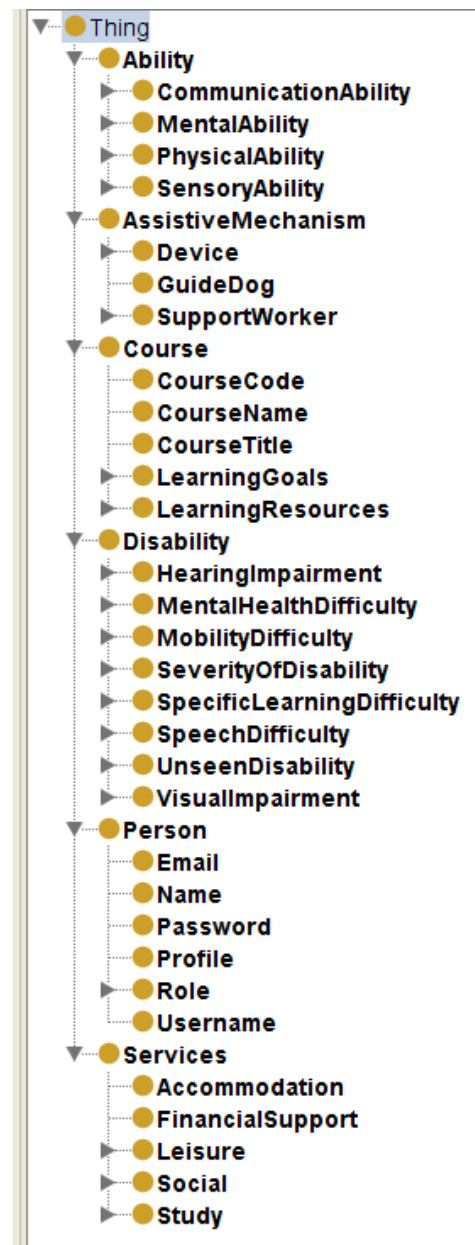 Thing
Ability
CommunicationAbility
MentalAbility
PhysicalAbility
SensoryAbility
AssistiveMechanism
Device
GuideDog
SupportWorker
Course
CourseCode
CourseName
CourseTitle
LearningGoals
LearningResources
Disability
HearingImpairment
MentalHealthDifficulty
MobilityDifficulty
SeverityOfDisability
SpecificLearningDifficulty
SpeechDifficulty
UnseenDisability
VisualImpairment
Person
Email
Name
Password
Profile
Role
Username
Services
Accommodation
FinancialSupport
Leisure
Social
Study